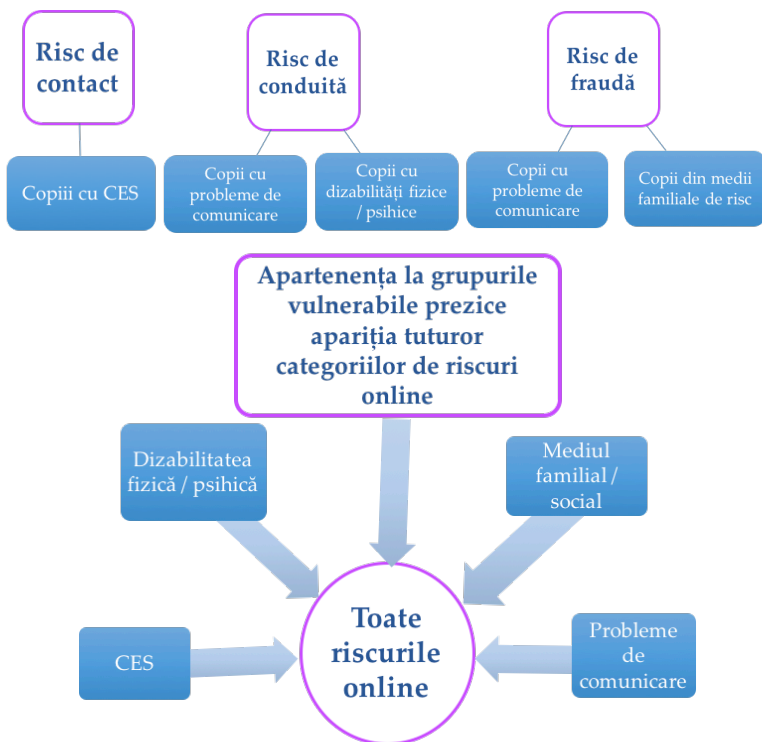 Risc de
contact
Risc de
conduită
Risc de
fraudă
Copiii cu CES
Copii cu
probleme de
comunicare
Copii cu
dizabilități fizice
/ psihice
Copii cu
probleme de
comunicare
Copii din medii
familiale de risc
Apartenența la grupurile
vulnerabile prezice
apariția tuturor
categoriilor de riscuri
online
Dizabilitatea
fizică / psihică
Mediul
familial /
social
Toate
riscurile
online
CES
Probleme
de
comunicare